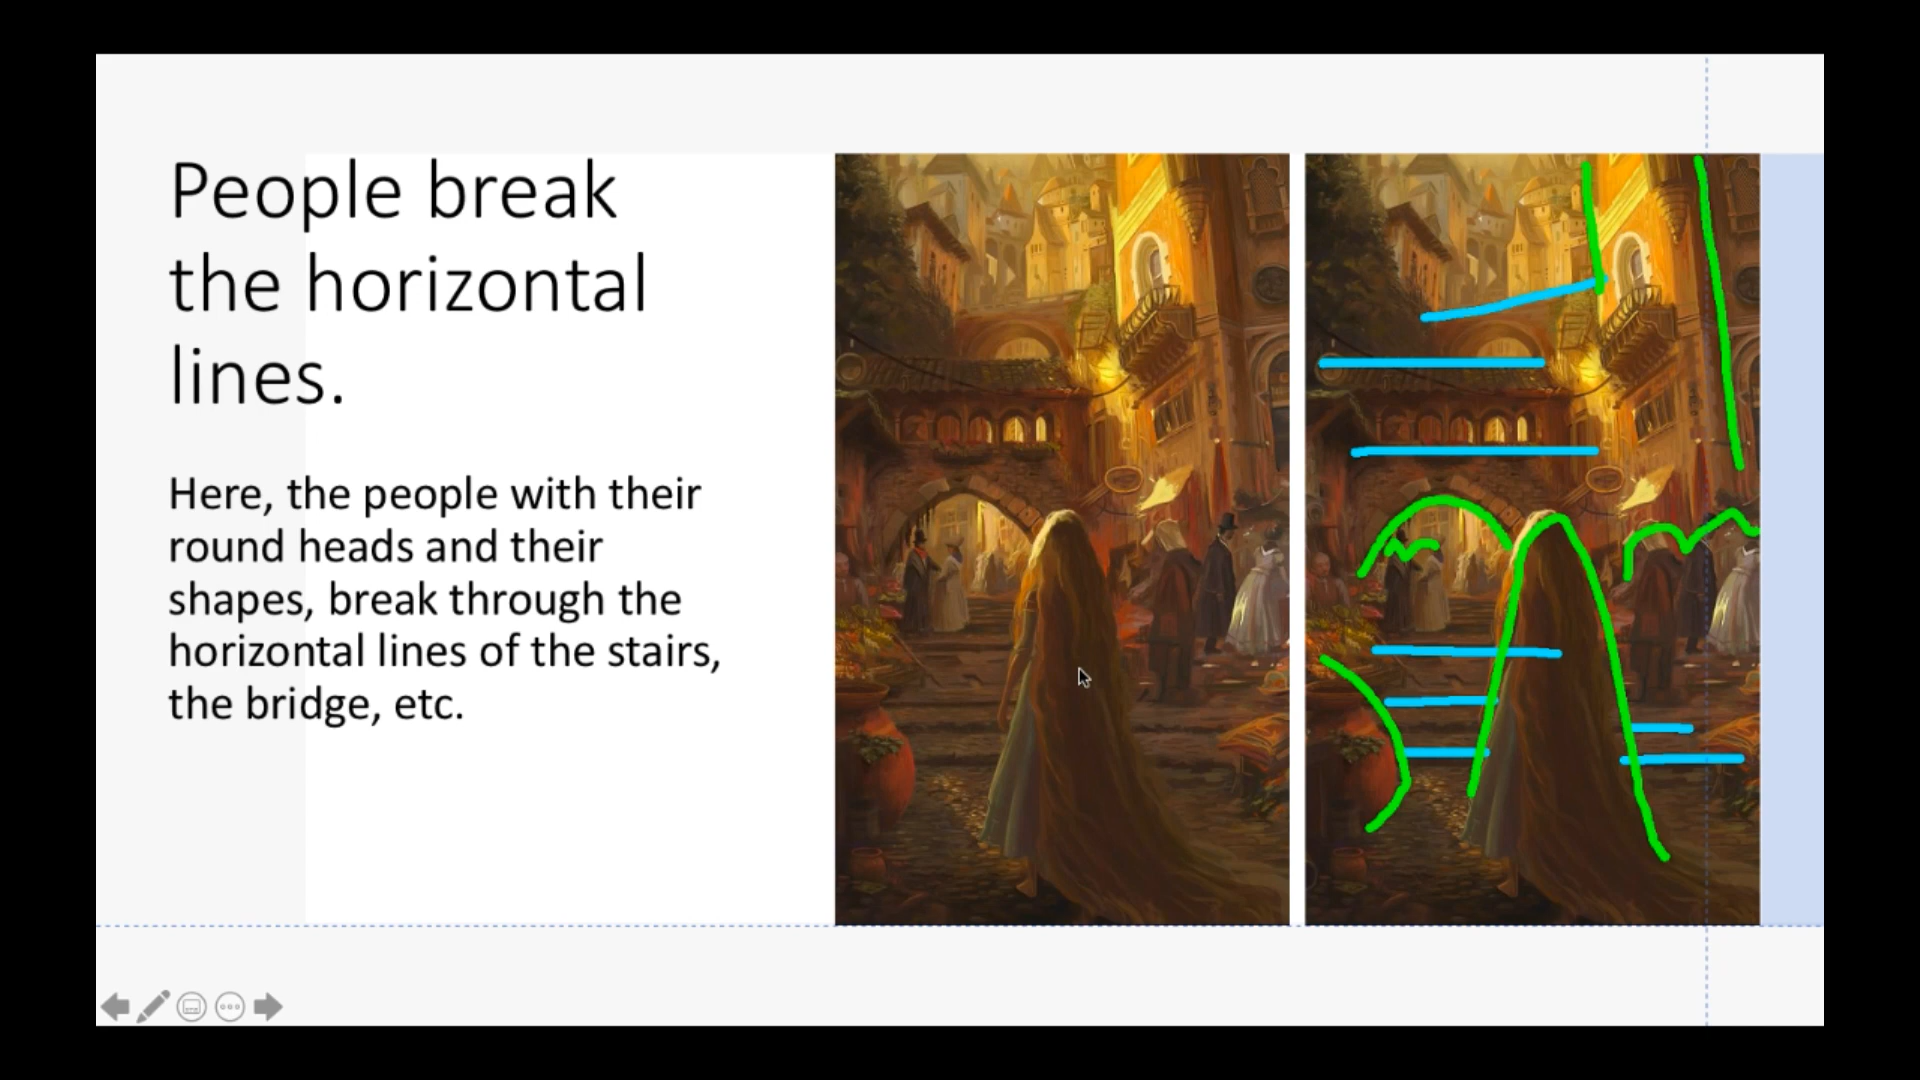 People break
the horizontal
lines.
Here, the people with their
round heads and their
shapes, break through the
horizontal lines of the stairs,
the bridge, etc.